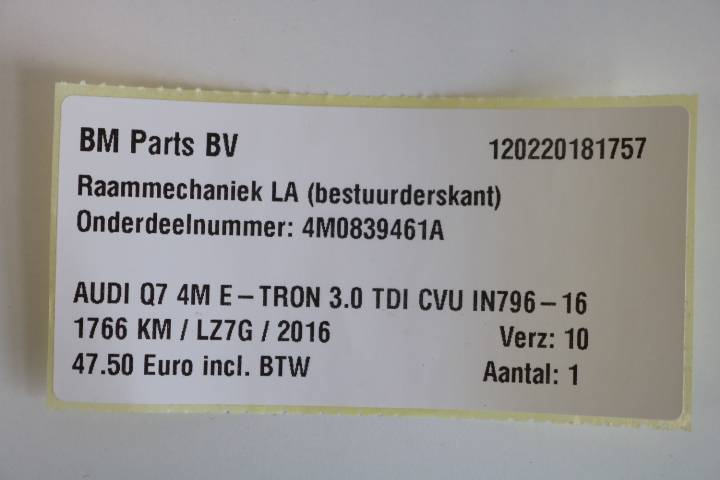 BM Parts BV 120220181757
Raammechaniek LA (bestuurderskant)
Onderdeelnummer: 4M0839461A
AUDI Q7 4M E-TRON 3.0 TDI CVU IN796-16
1766 KM / LZ7G / 2016 Verz: 10
47.50 Euro incl. BTW Aantal: 1